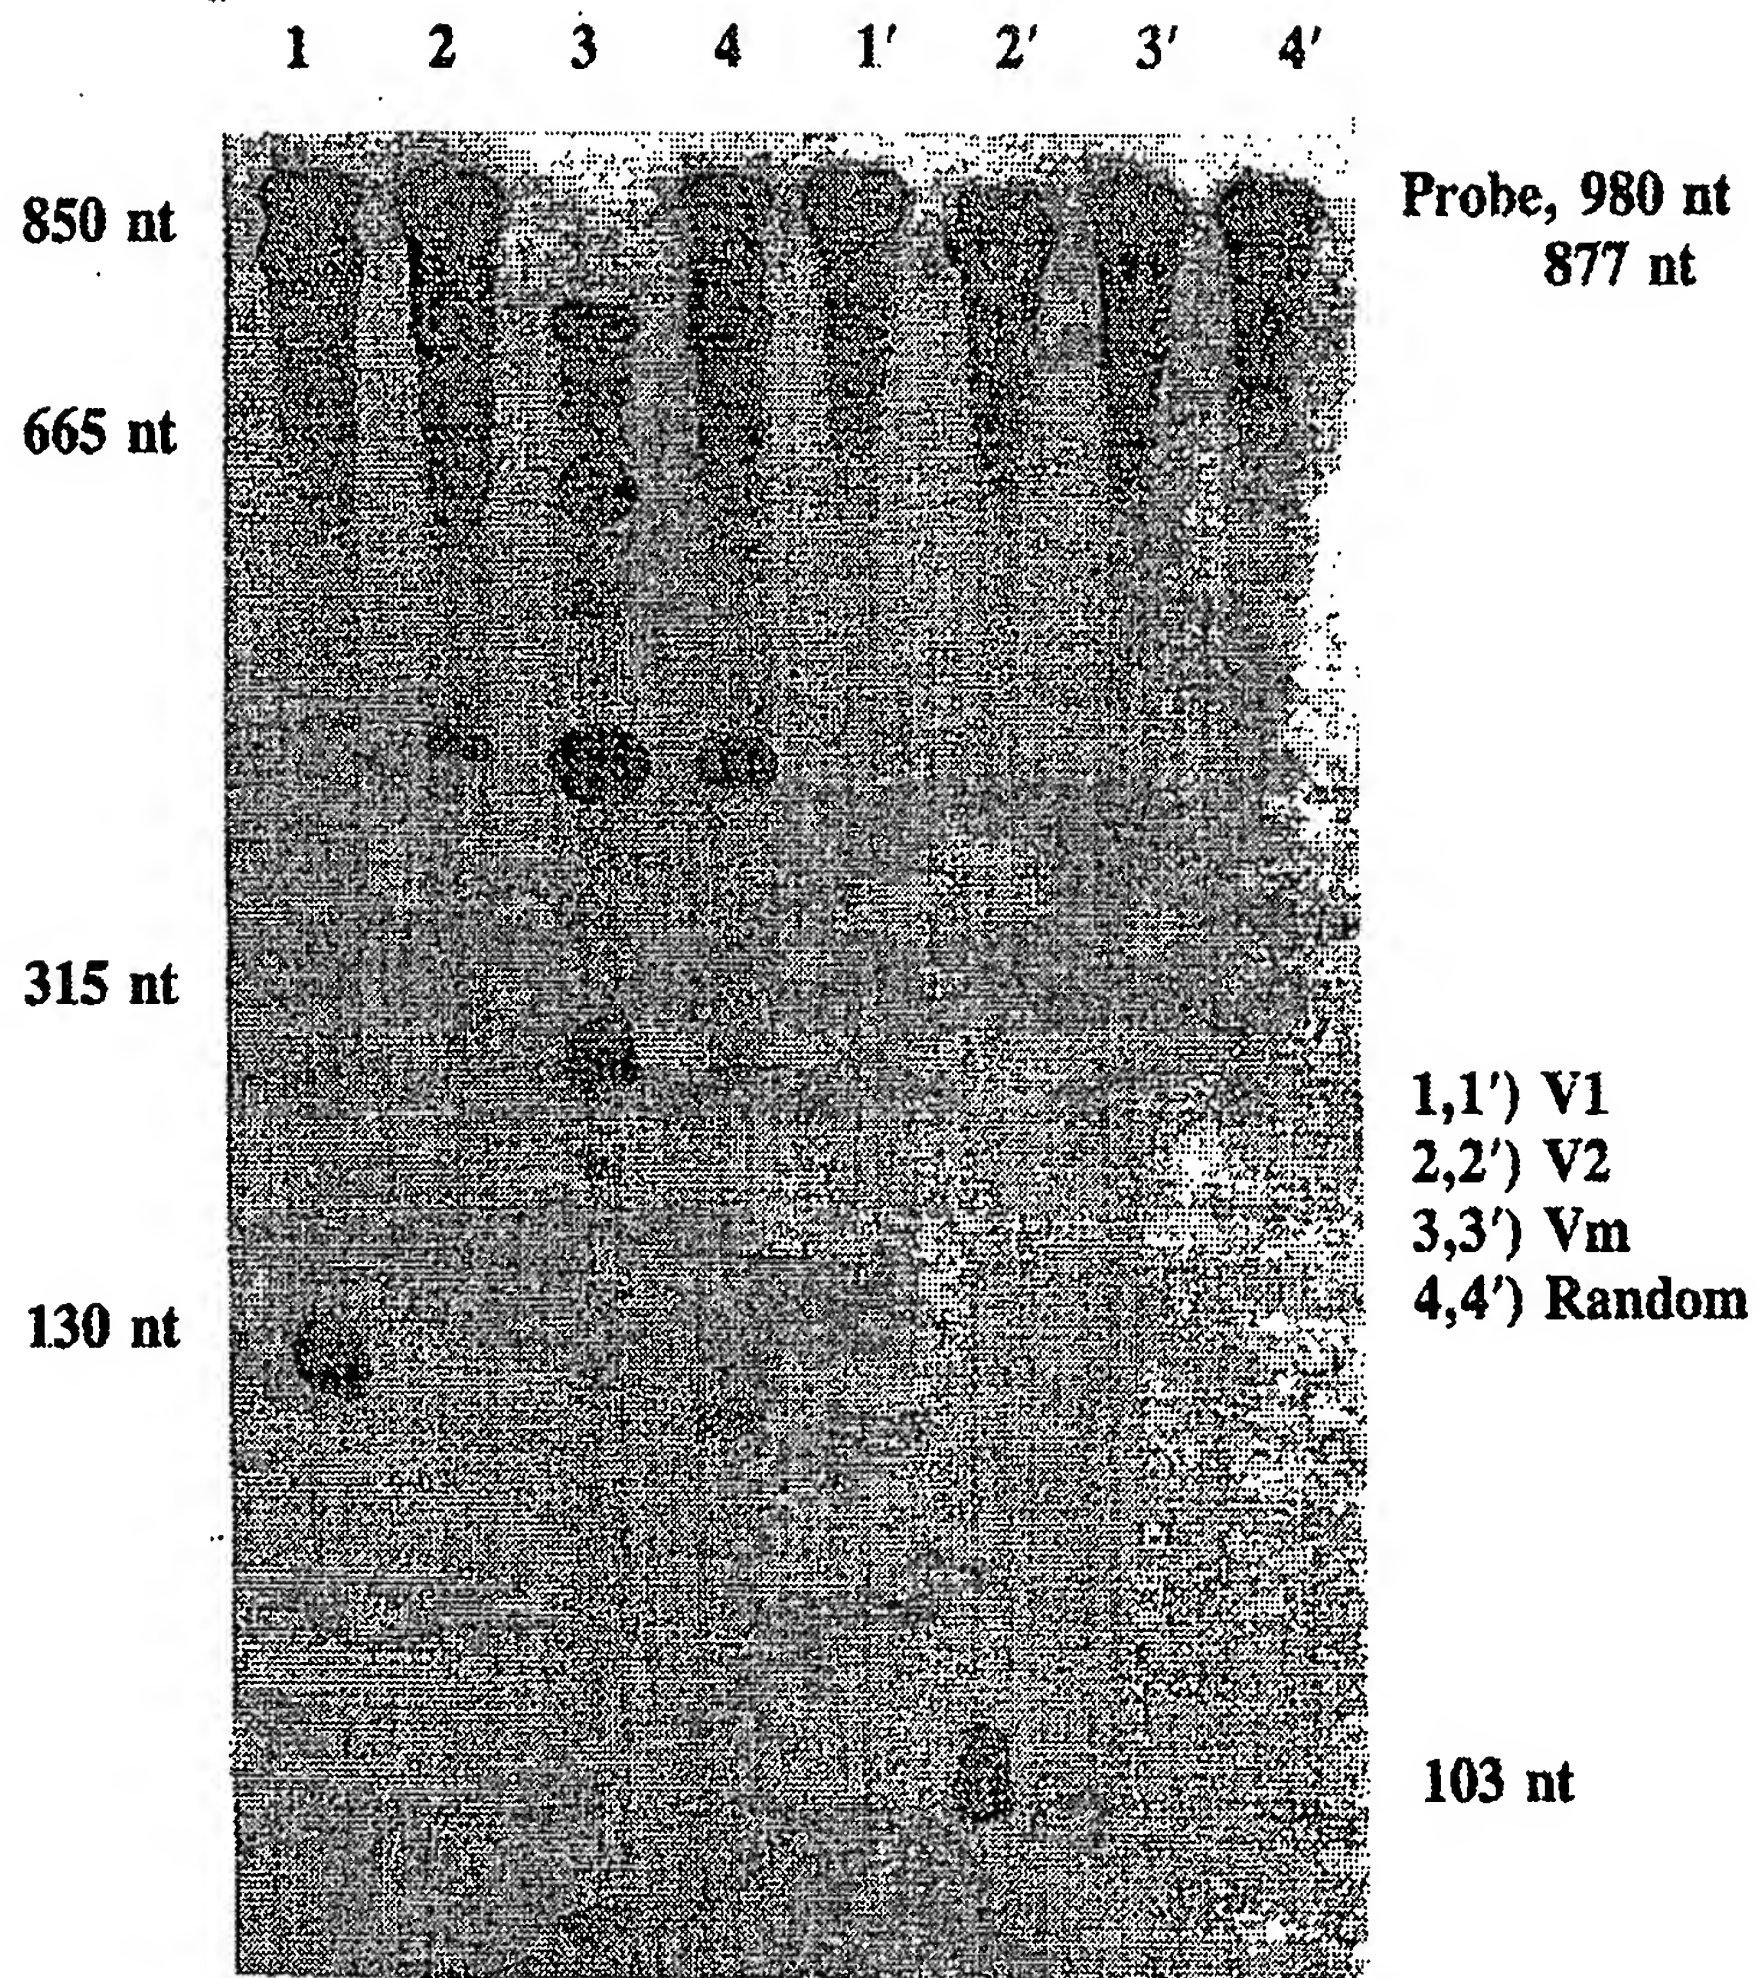 1 2 3 4 1′ 2′ 3′ 4′
850 nt
Probe, 980 nt
877 nt
665 nt
315 nt
1,1′) V1
2,2′) V2
3,3′) Vm
4,4′) Random
130 nt
103 nt